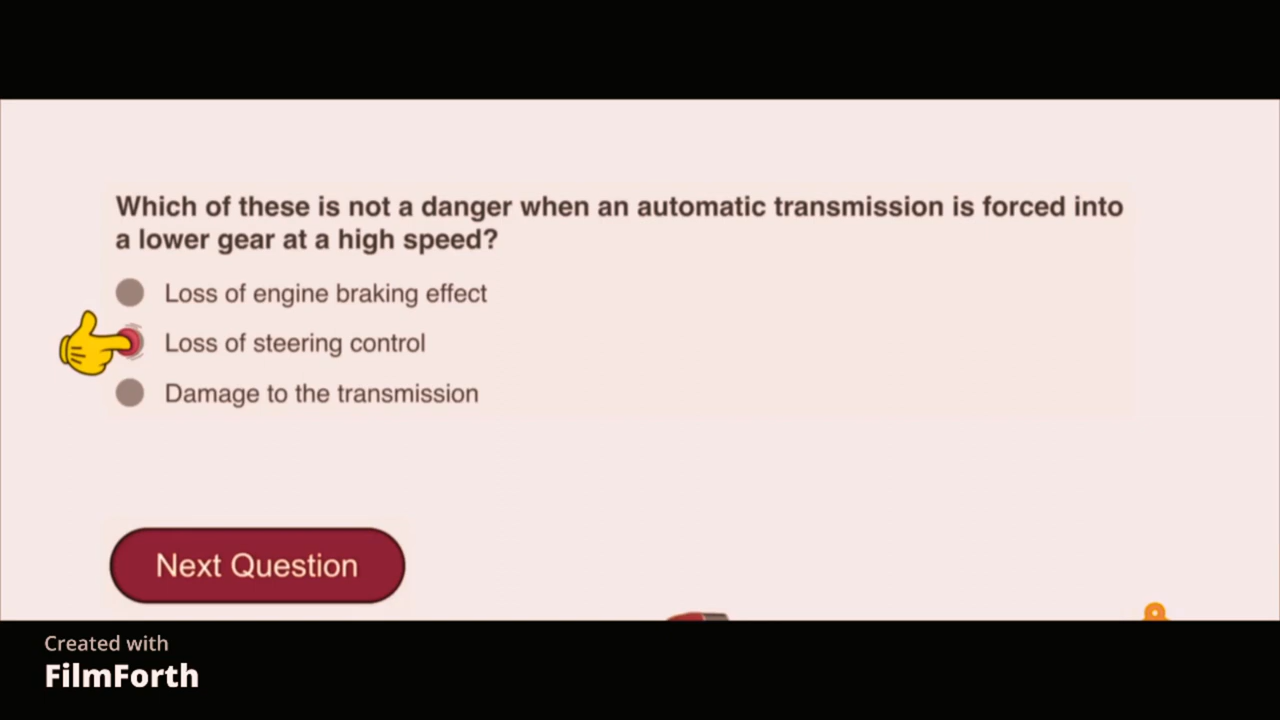 Which of these is not a danger when an automatic transmission is forced into
a lower gear at a high speed?
Loss of engine braking effect
Loss of steering control
Damage to the transmission
Next Question
Created with
FilmForth